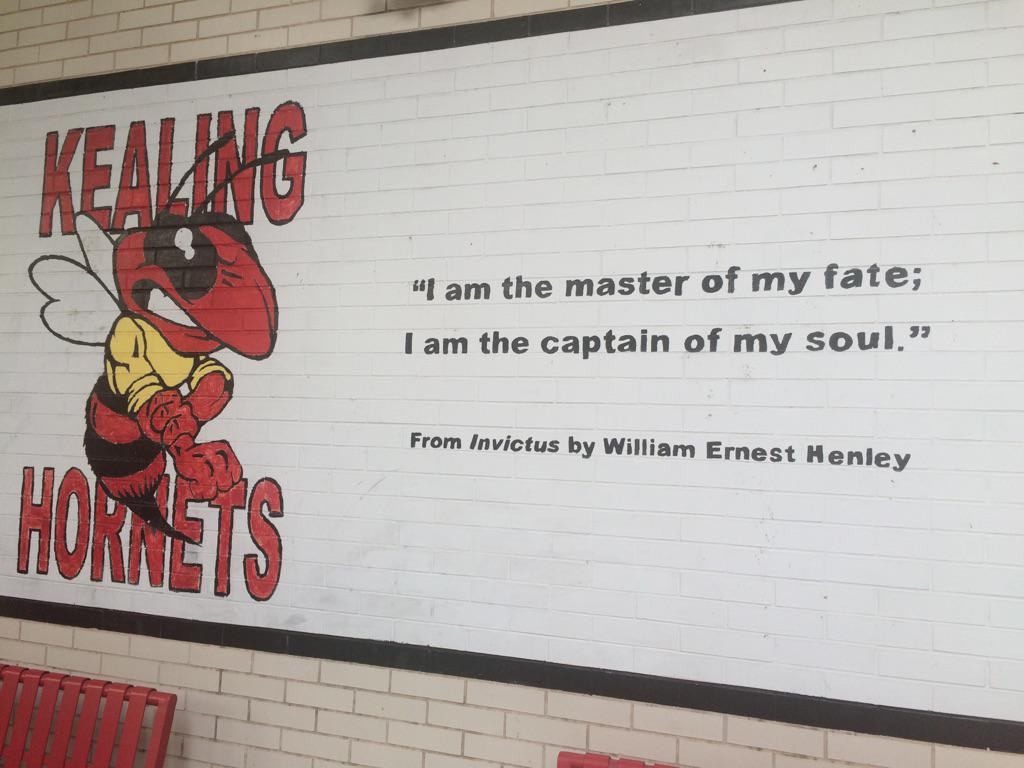 KEALING
HORNETS
“I am the master of my fate;
I am the captain of my soul.”
From Invictus by William Ernest Henley